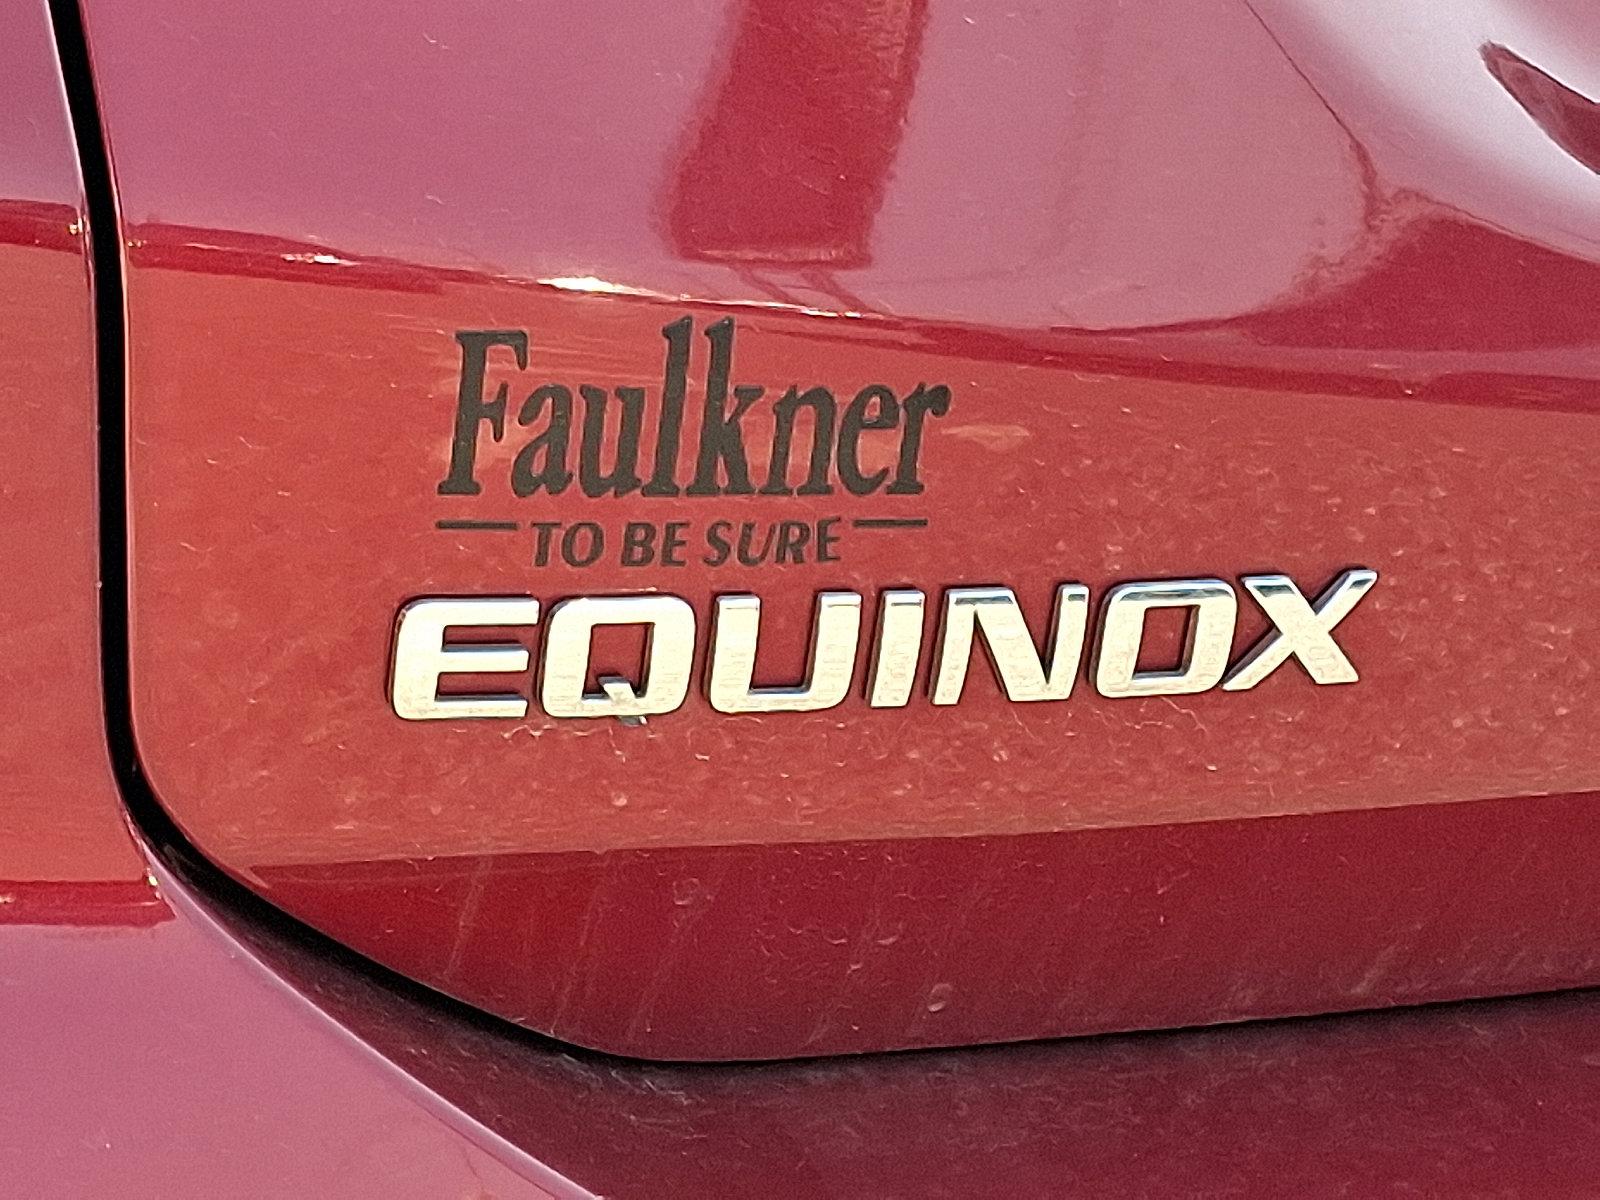 Faulkner
TO BE SURE
EQUINOX